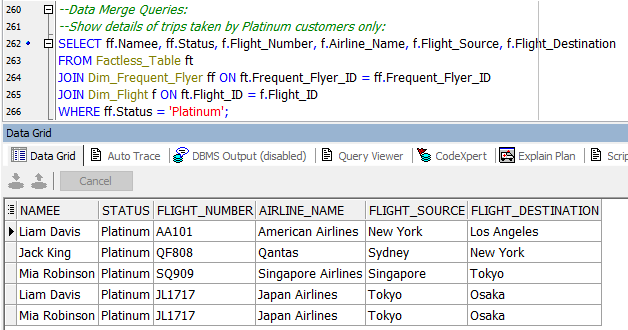 260 --Data Merge Queries:
261 --Show details of trips taken by Platinum customers only:
262 SELECT ff.Namee, ff.Status, f.Flight_Number, f.Airline_Name, f.Flight_Source, f.Flight_Destination
263 FROM Factless_Table ft
264 JOIN Dim_Frequent_Flyer ff ON ft.Frequent_Flyer_ID = ff.Frequent_Flyer_ID
265 JOIN Dim_Flight f ON ft.Flight_ID = f.Flight_ID
266 WHERE ff.Status = 'Platinum';
Data Grid
Data Grid Auto Trace DBMS Output (disabled) Query Viewer CodeXpert Explain Plan Scrip
Cancel
NAMEE STATUS FLIGHT_NUMBER AIRLINE_NAME FLIGHT_SOURCE FLIGHT_DESTINATION
Liam Davis Platinum AA101 American Airlines New York Los Angeles
Jack King Platinum QF808 Qantas Sydney New York
Mia Robinson Platinum SQ909 Singapore Airlines Singapore Tokyo
Liam Davis Platinum JL1717 Japan Airlines Tokyo Osaka
Mia Robinson Platinum JL1717 Japan Airlines Tokyo Osaka